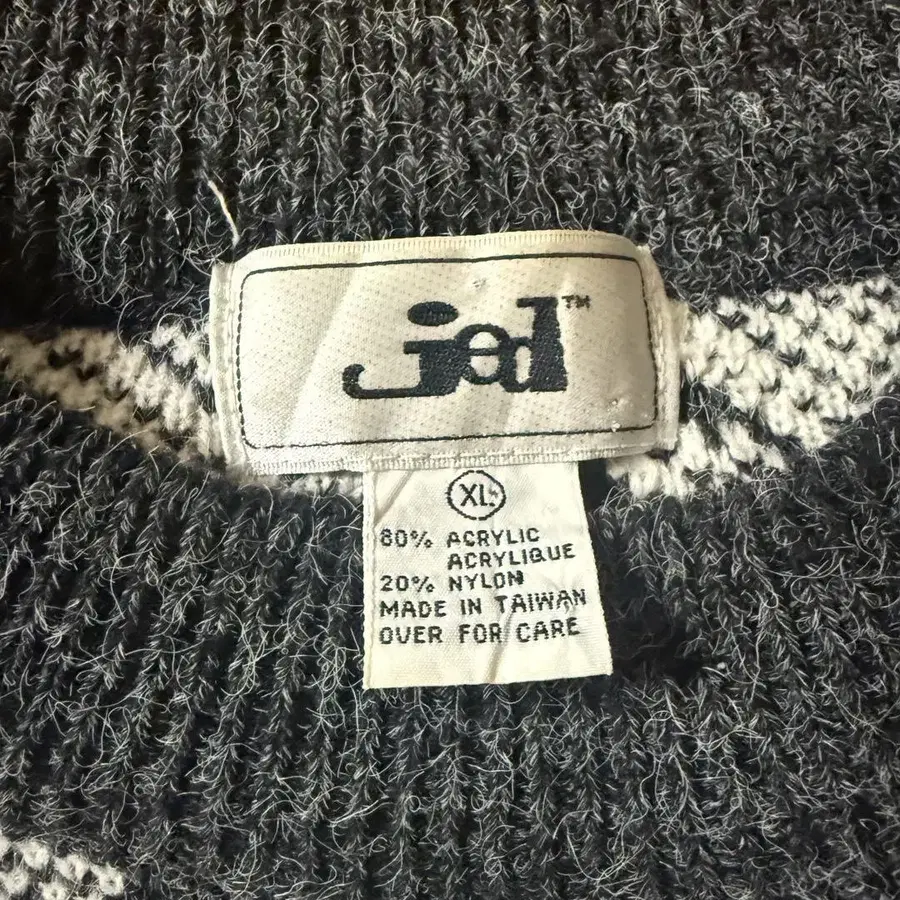 jed™
XL
80% ACRYLIC
ACRYLIQUE
20% NYLON
MADE IN TAIWAN
OVER FOR CARE